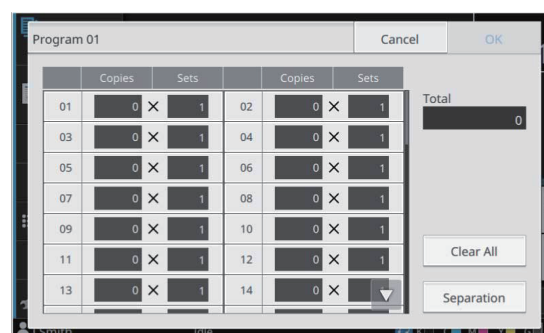 Program 01 Cancel OK
Copies Sets Copies Sets
Total
01 0 × 1 02 0 × 1
0
03 0 × 1 04 0 × 1
05 0 × 1 06 0 × 1
07 0 × 1 08 0 × 1
09 0 × 1 10 0 × 1
11 0 × 1 12 0 × 1
Clear All
13 0 × 1 14 0 ×
Separation
Smith Idle